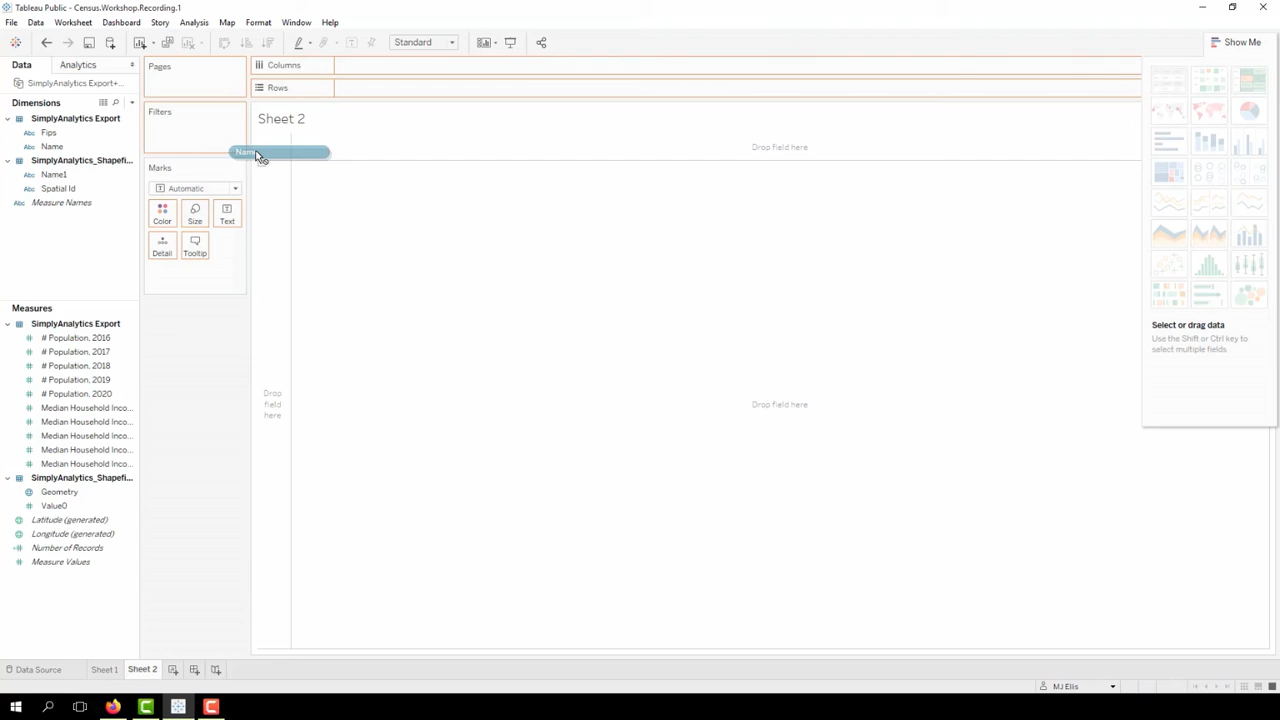 Tableau Public - Census.Workshop.Recording.1
File Data Worksheet Dashboard Story Analysis Map Format Window Help
Standard
Show Me
Data Analytics
SimplyAnalytics Export+...
Dimensions
SimplyAnalytics Export
Abc Fips
Abc Name
SimplyAnalytics_Shapefi...
Abc Name1
Abc Spatial Id
Abc Measure Names
Measures
SimplyAnalytics Export
# # Population, 2016
# # Population, 2017
# # Population, 2018
# # Population, 2019
# # Population, 2020
# Median Household Inco...
# Median Household Inco...
# Median Household Inco...
# Median Household Inco...
# Median Household Inco...
SimplyAnalytics_Shapefi...
Geometry
# Value0
Latitude (generated)
Longitude (generated)
Number of Records
# Measure Values
Pages
Filters
Marks
Automatic
Color Size Text
Detail Tooltip
Columns
Rows
Sheet 2
Name
Drop field here
Drop
field
here
Drop field here
Select or drag data
Use the Shift or Ctrl key to
select multiple fields.
Data Source Sheet 1 Sheet 2
MJ Ellis